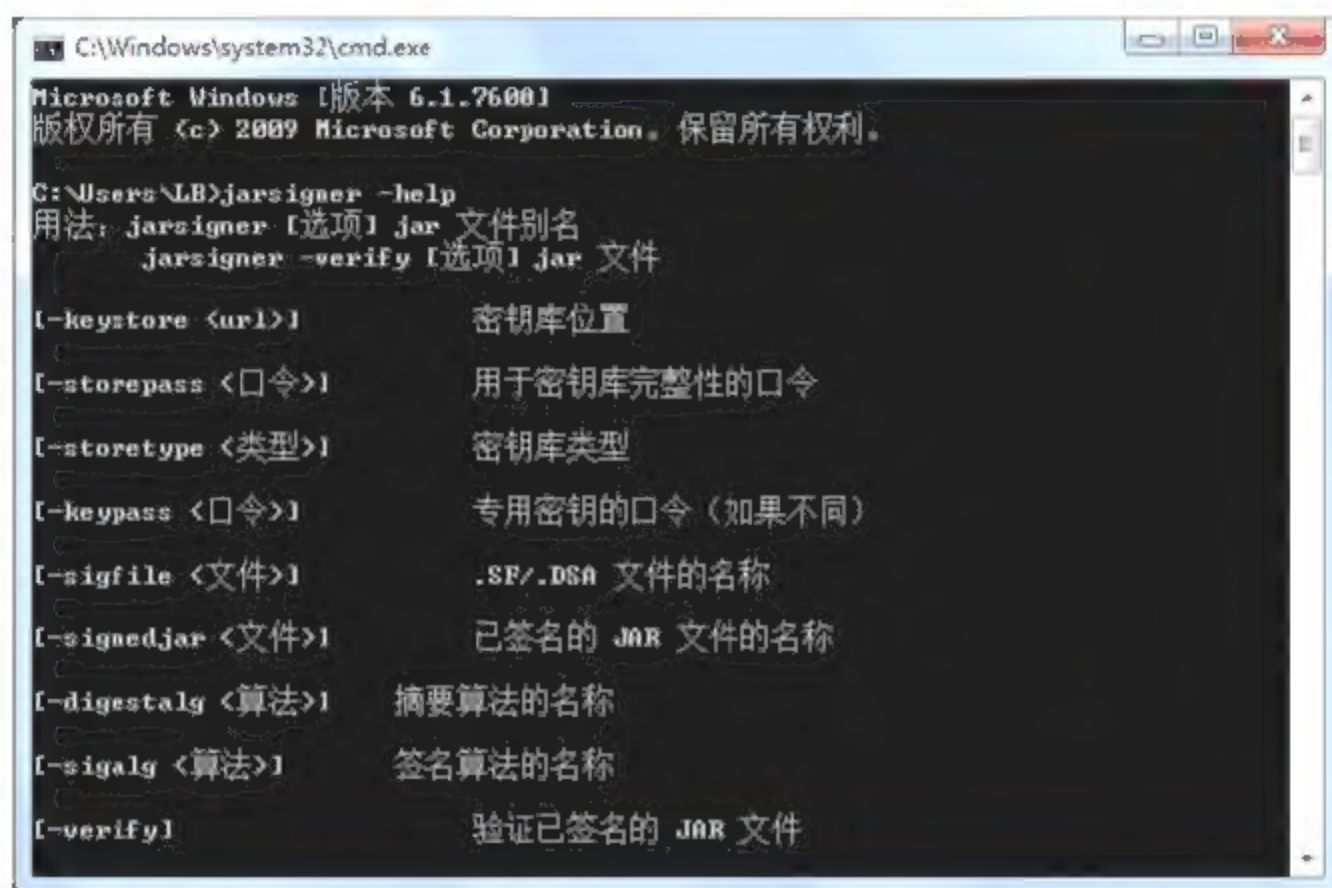 C:\Windows\system32\cmd.exe
Microsoft Windows [版本 6.1.7600]
版权所有 (c) 2009 Microsoft Corporation。保留所有权利。
C:\Users\LB>jarsigner -help
用法：jarsigner [选项] jar 文件别名
jarsigner -verify [选项] jar 文件
[-keystore <url>] 密钥库位置
[-storepass <口令>] 用于密钥库完整性的口令
[-storetype <类型>] 密钥库类型
[-keypass <口令>] 专用密钥的口令（如果不同）
[-sigfile <文件>] .SF/.DSA 文件的名称
[-signedjar <文件>] 已签名的 JAR 文件的名称
[-digestalg <算法>] 摘要算法的名称
[-sigalg <算法>] 签名算法的名称
[-verify] 验证已签名的 JAR 文件